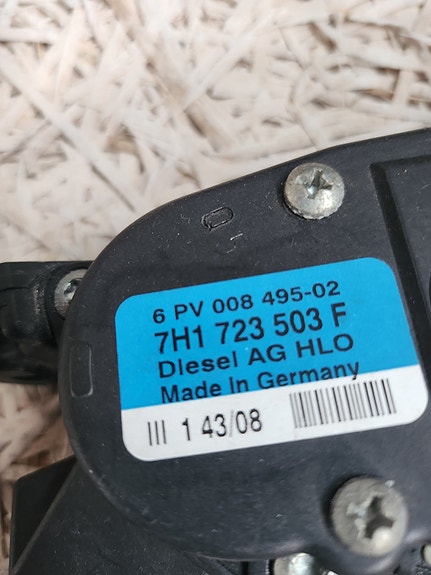 6 PV 008 495-02
7H1 723 503 F
Diesel AG HLO
Made in Germany
III 1 43/08